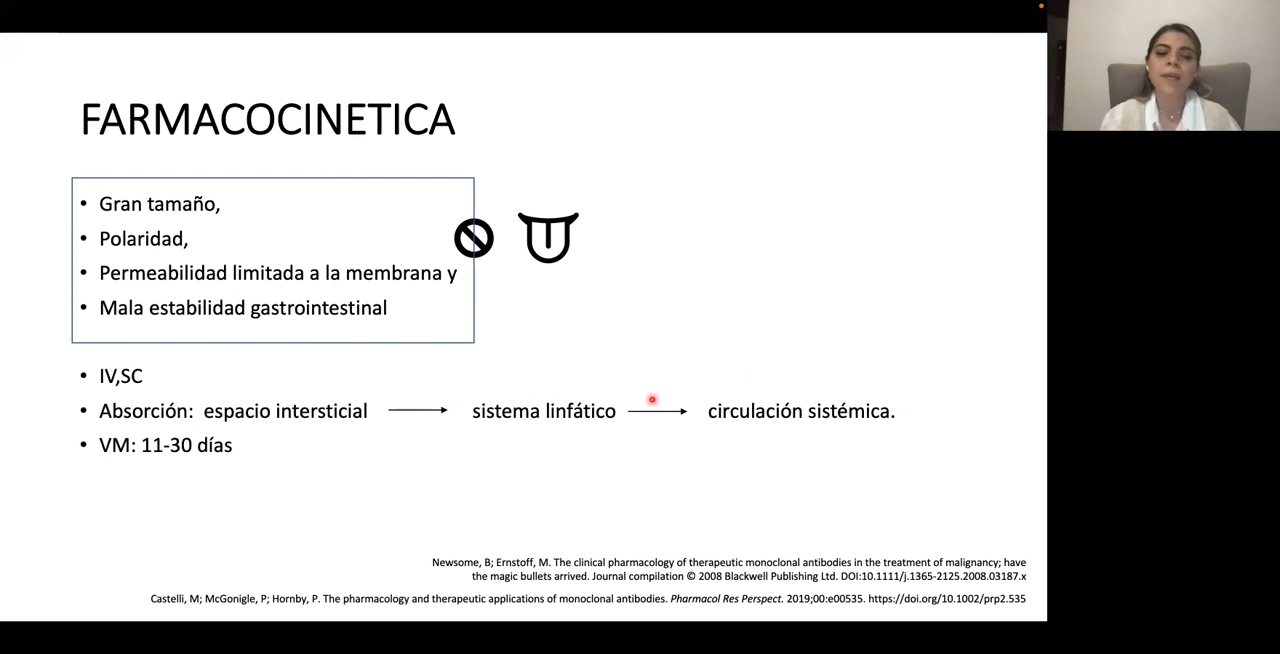 FARMACOCINETICA
• Gran tamaño,
• Polaridad,
• Permeabilidad limitada a la membrana y
• Mala estabilidad gastrointestinal
• IV,SC
• Absorción: espacio intersticial sistema linfático circulación sistémica.
• VM: 11-30 días
Newsome, B; Ernstoff, M. The clinical pharmacology of therapeutic monoclonal antibodies in the treatment of malignancy; have
the magic bullets arrived. Journal compilation © 2008 Blackwell Publishing Ltd. DOI:10.1111/j.1365-2125.2008.03187.x
Castelli, M; McGonigle, P; Hornby, P. The pharmacology and therapeutic applications of monoclonal antibodies. Pharmacol Res Perspect. 2019;00:e00535. https://doi.org/10.1002/prp2.535